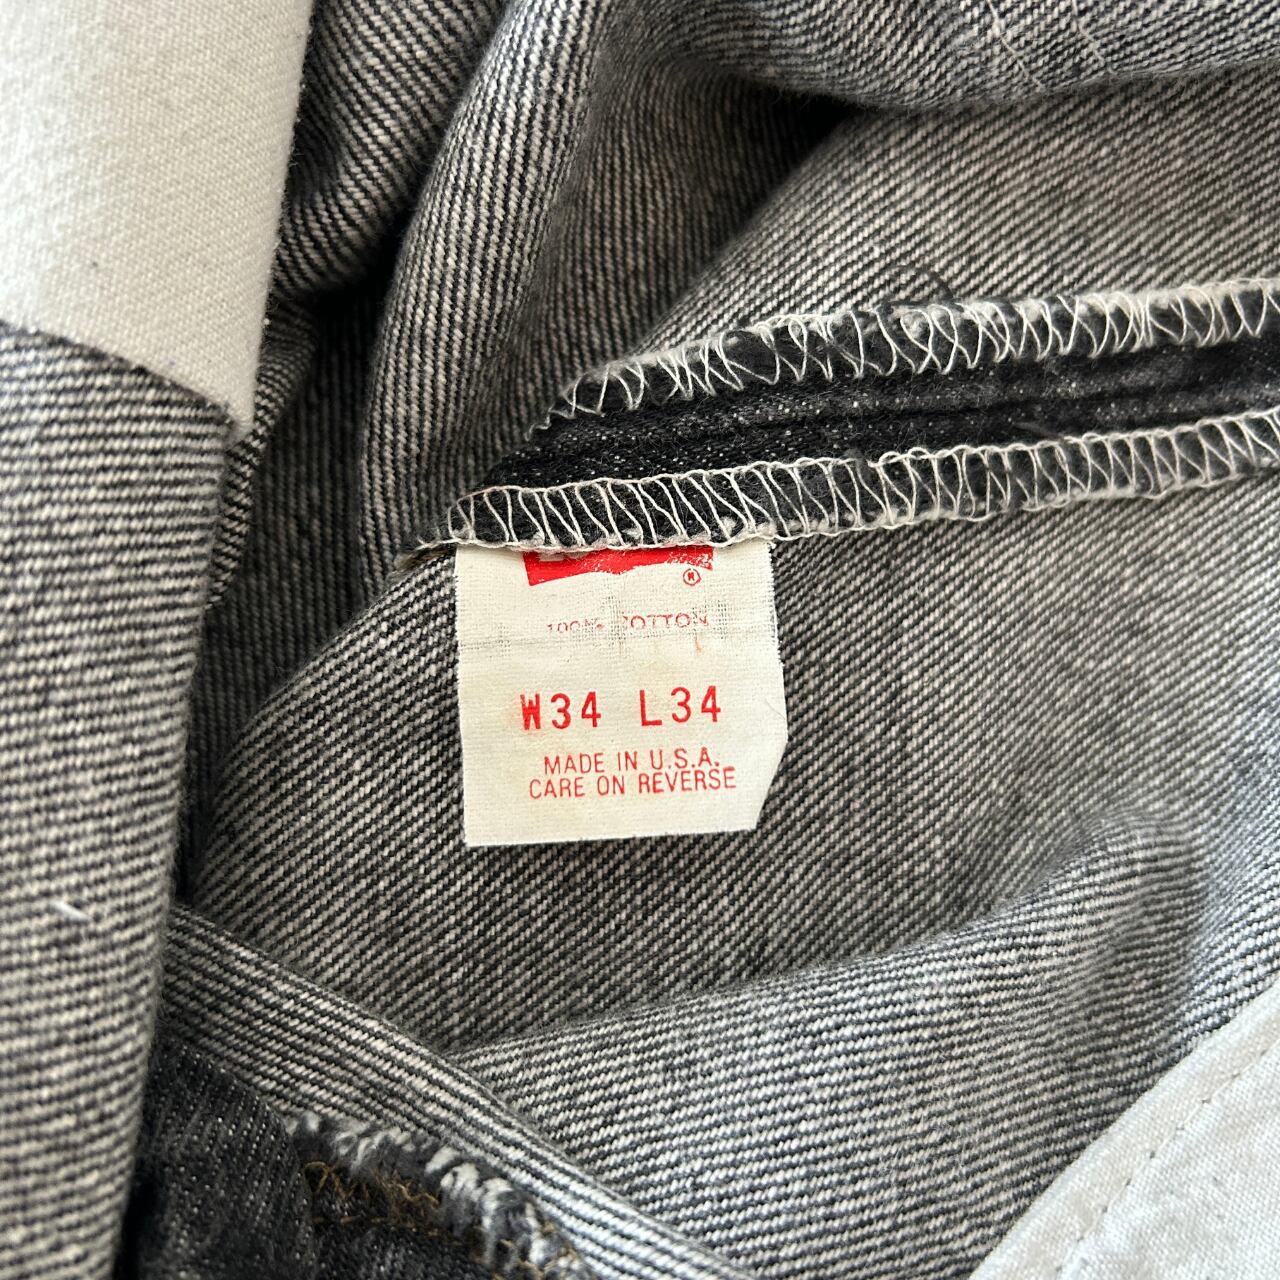 ®
100% COTTON
W34 L34
MADE IN U.S.A.
CARE ON REVERSE